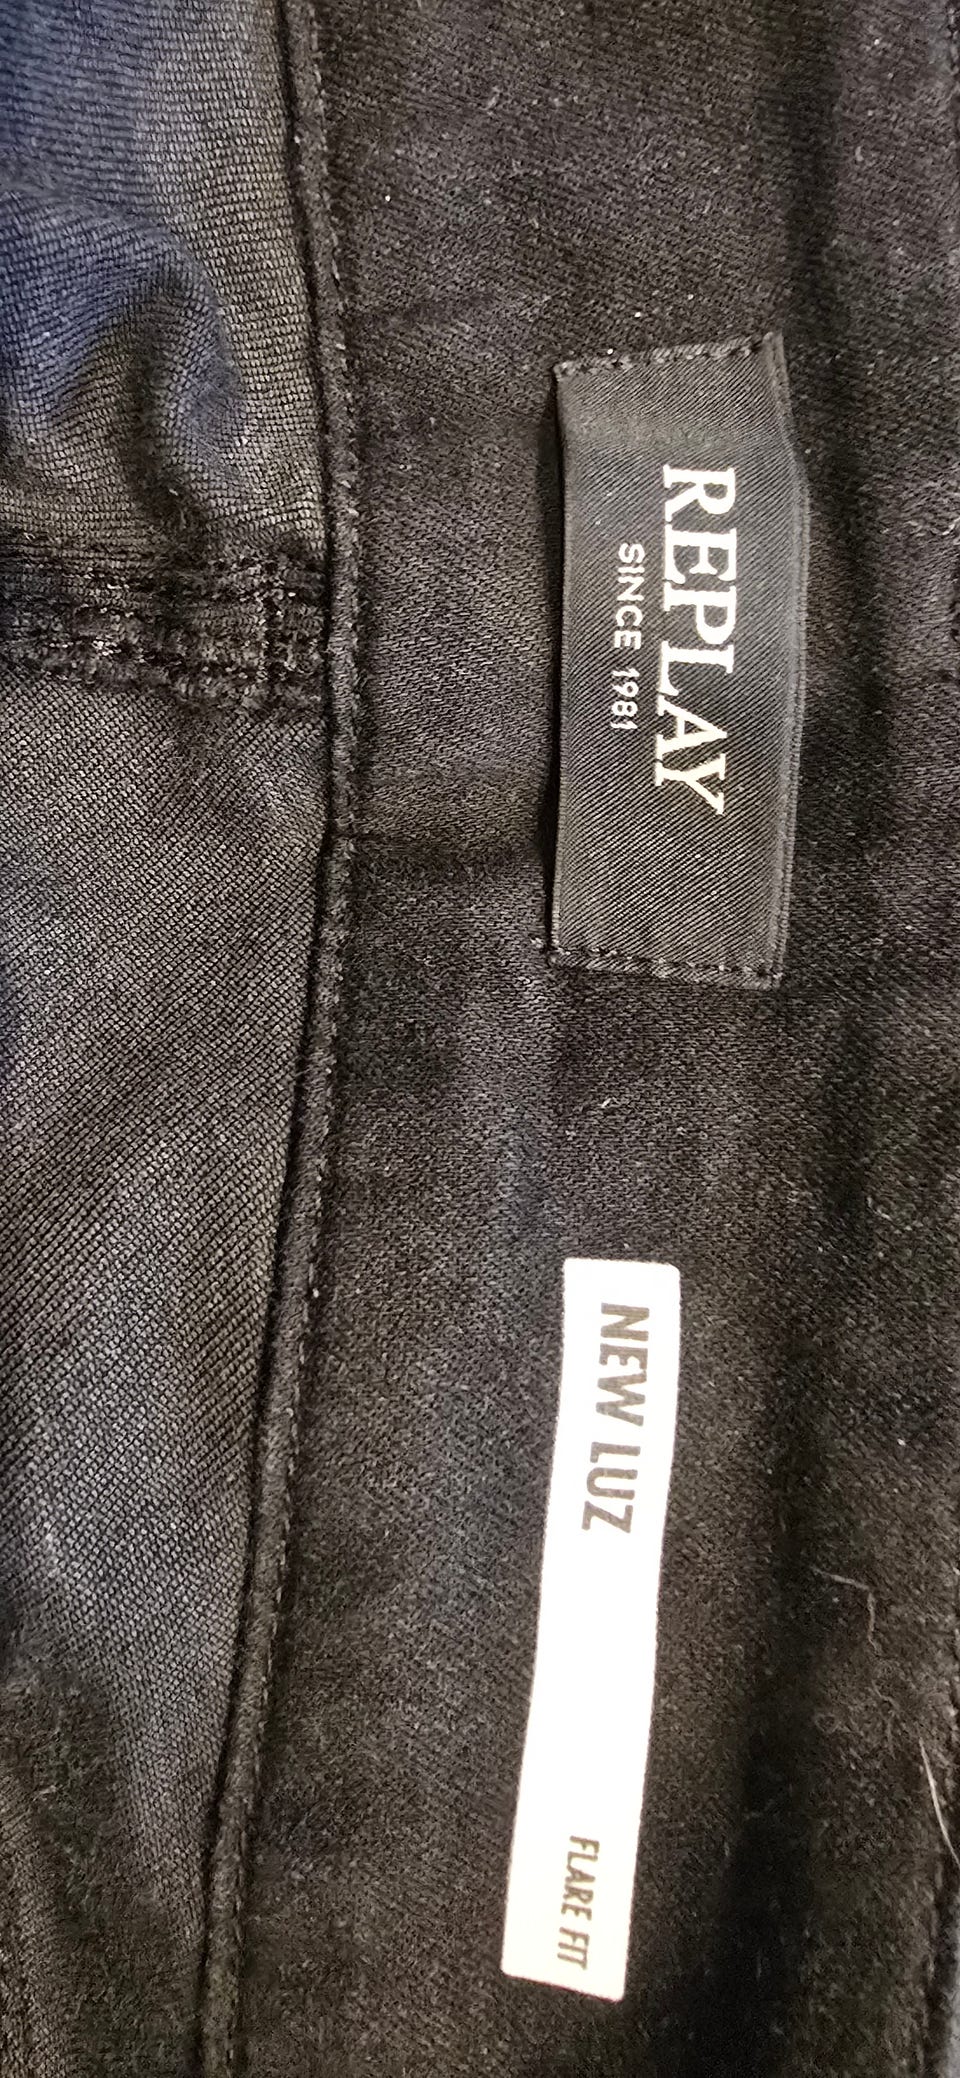 REPLAY
SINCE 1981
NEW LUZ
FLARE FIT